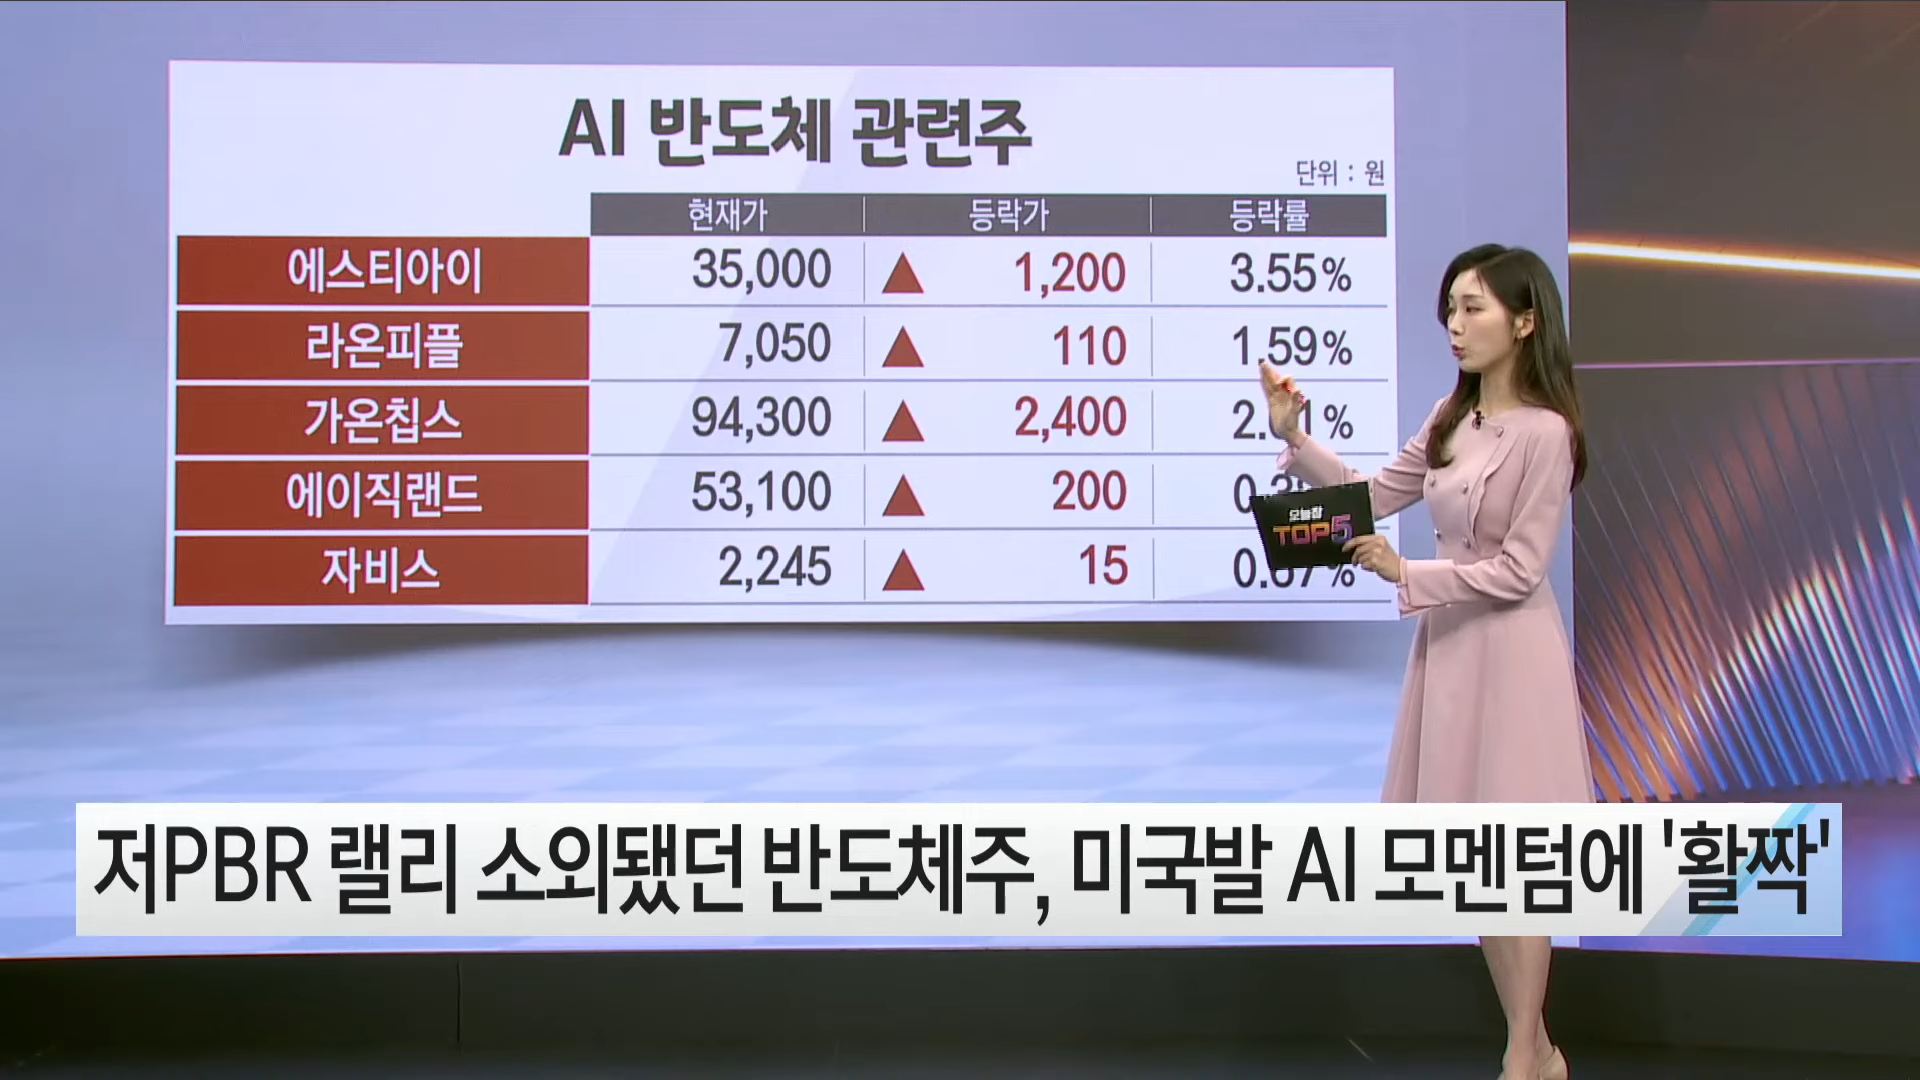 AI 반도체 관련주
단위 : 원
현재가 등락가 등락률
에스티아이 35,000 ▲ 1,200 3.55%
라온피플 7,050 ▲ 110 1.59%
가온칩스 94,300 ▲ 2,400
에이직랜드 53,100 ▲ 200
자비스 2,245 ▲ 15
오늘장
TOP5
저PBR 랠리 소외됐던 반도체주, 미국발 AI 모멘텀에 '활짝'